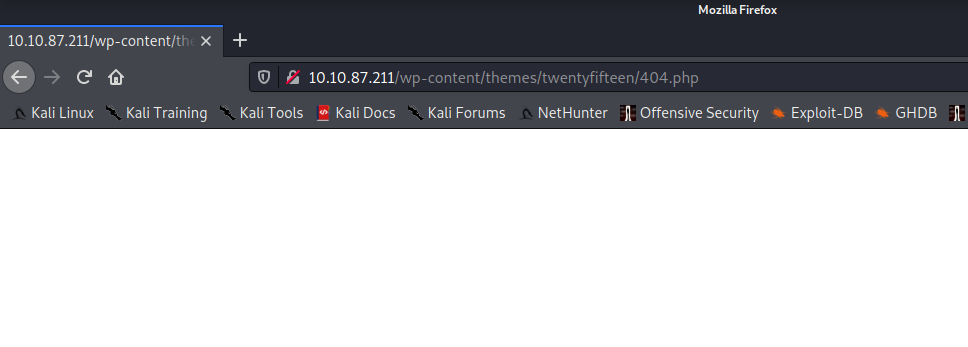 Mozilla Firefox
10.10.87.211/wp-content/the
10.10.87.211/wp-content/themes/twentyfifteen/404.php
Kali Linux Kali Training Kali Tools Kali Docs Kali Forums NetHunter Offensive Security Exploit-DB GHDB